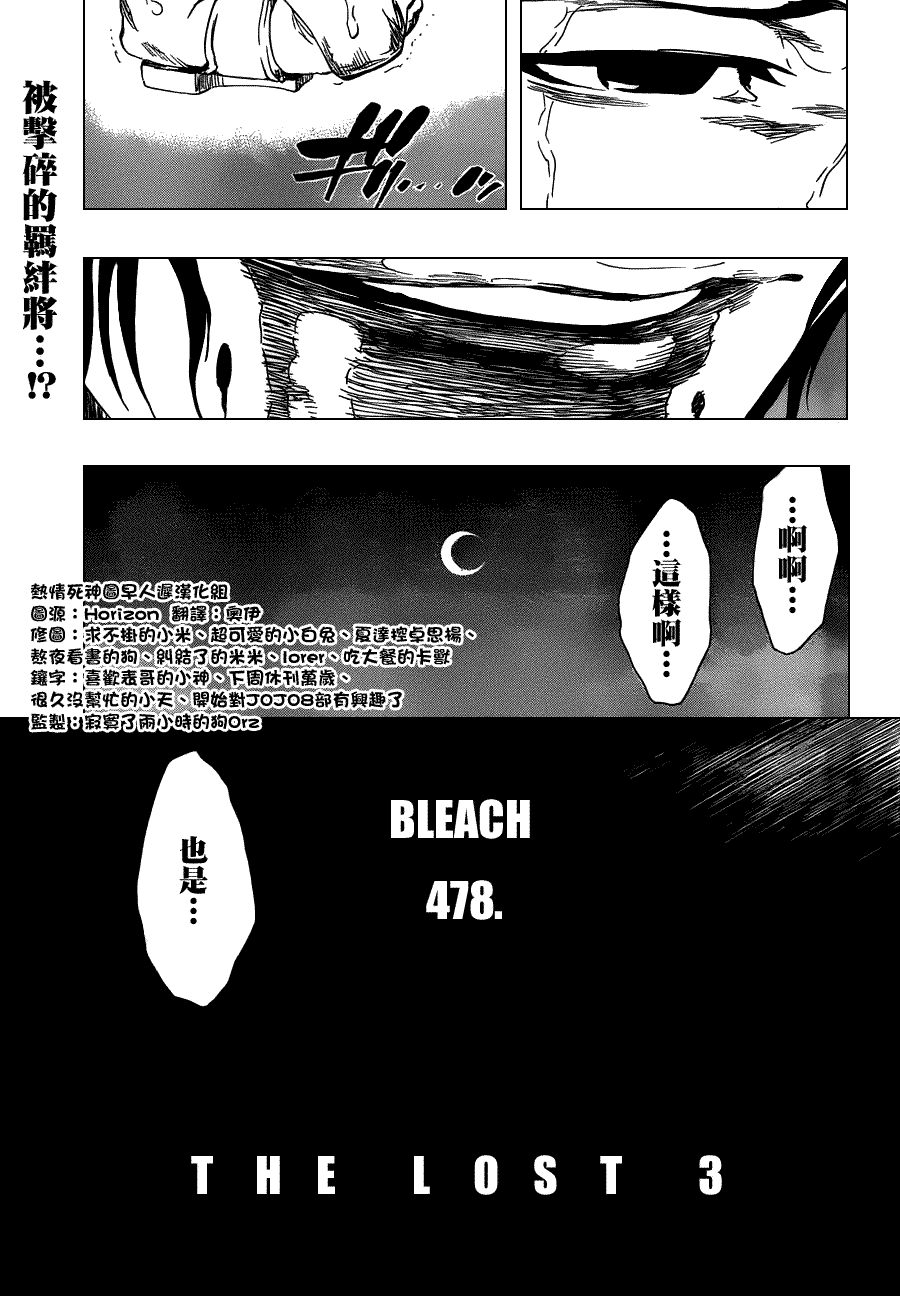 被擊碎的羈絆將…!?
ギッ…
…啊啊…
…這樣啊…
熱情死神圖早人遲漢化組
圖源：Horizon 翻譯：奧伊
修圖：求不掛的小米、超可愛的小白兔、夏達控卓思揚、
熬夜看書的狗、糾結了的米米、lorer、吃大餐的卡獸
鑲字：喜歡表哥的小神、下周休刊萬歲、
很久沒幫忙的小天、開始對JOJO8部有興趣了
監製：寂寞了兩小時的狗Orz
也是…
BLEACH
478.
THE LOST 3